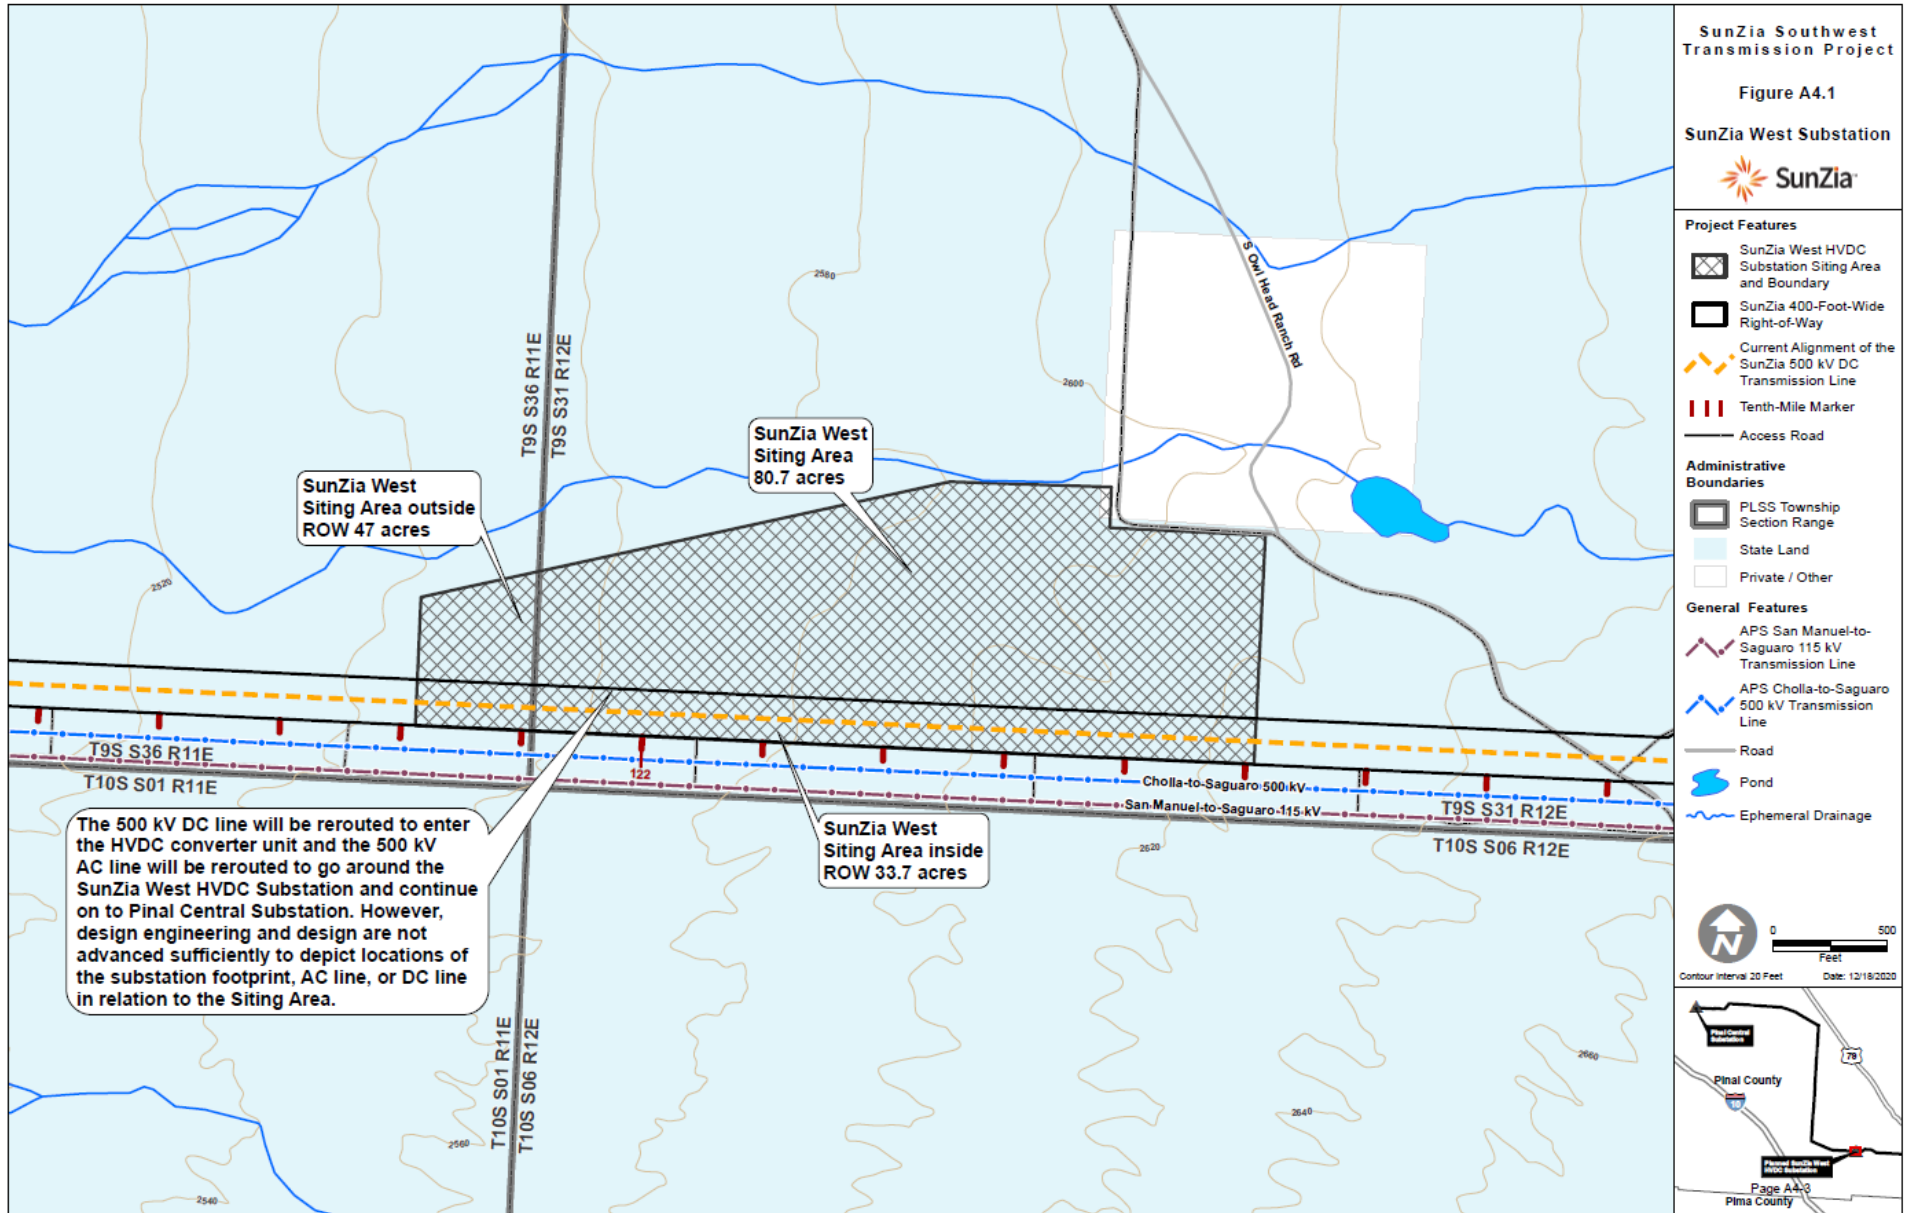 SunZia Southwest
Transmission Project
Figure A4.1
SunZia West Substation
SunZia
Project Features
SunZia West HVDC
Substation Siting Area
and Boundary
SunZia 400-Foot-Wide
Right-of-Way
Current Alignment of the
SunZia 500 kV DC
Transmission Line
Tenth-Mile Marker
Access Road
Administrative
Boundaries
PLSS Township
Section Range
State Land
Private / Other
General Features
APS San Manuel-to-
Saguaro 115 kV
Transmission Line
APS Cholla-to-Saguaro
500 kV Transmission
Line
Road
Pond
Ephemeral Drainage
N
0 500
Feet
Contour Interval 20 Feet
Date: 12/18/2020
Pinal Central
Substation
79
Pinal County
10
Planned SunZia West
HVDC Substation
Page A4-3
Pima County
S Owl Head Ranch Rd
2580
2600
T9S S36 R11E
T9S S31 R12E
SunZia West
Siting Area
80.7 acres
SunZia West
Siting Area outside
ROW 47 acres
2520
T9S S36 R11E
T10S S01 R11E
122
Cholla-to-Saguaro 500 kV
San Manuel-to-Saguaro 115 kV
T9S S31 R12E
T10S S06 R12E
The 500 kV DC line will be rerouted to enter
the HVDC converter unit and the 500 kV
AC line will be rerouted to go around the
SunZia West HVDC Substation and continue
on to Pinal Central Substation. However,
design engineering and design are not
advanced sufficiently to depict locations of
the substation footprint, AC line, or DC line
in relation to the Siting Area.
SunZia West
Siting Area inside
ROW 33.7 acres
2620
T10S S01 R11E
T10S S06 R12E
2660
2640
2560
2540